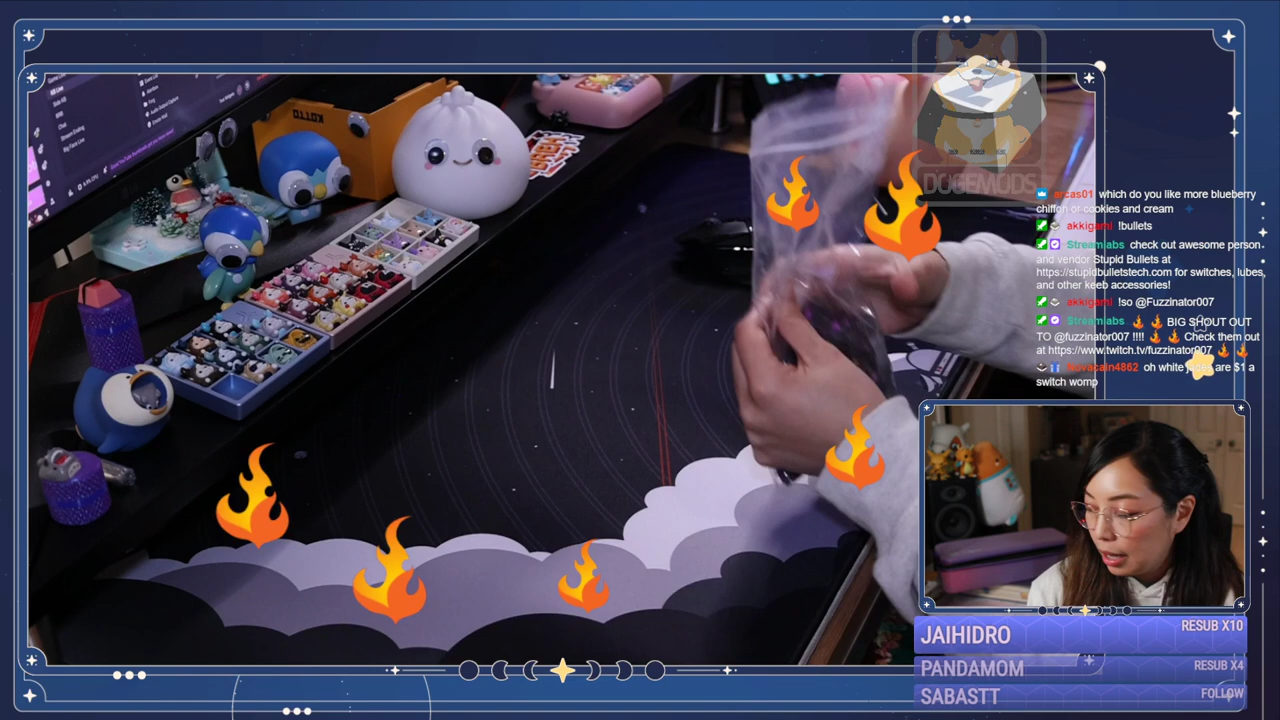 KOTTO
DOGEMODS
arcas01 which do you like more blueberry
chiffon or cookies and cream
akkigami !bullets
Streamlabs check out awesome person
and vendor Stupid Bullets at
https://stupidbulletstech.com for switches, lubes,
and other keeb accessories!
akkigami !so @Fuzzinator007
Streamlabs 🔥 🔥 BIG SHOUT OUT
TO @fuzzinator007 !!!! 🔥 🔥 Check them out
at https://www.twitch.tv/fuzzinator007 🔥 🔥
Novacain4862 oh white are $1 a
switch womp
JAIHIDRO RESUB X10
PANDAMOM RESUB X4
SABASTT FOLLOW